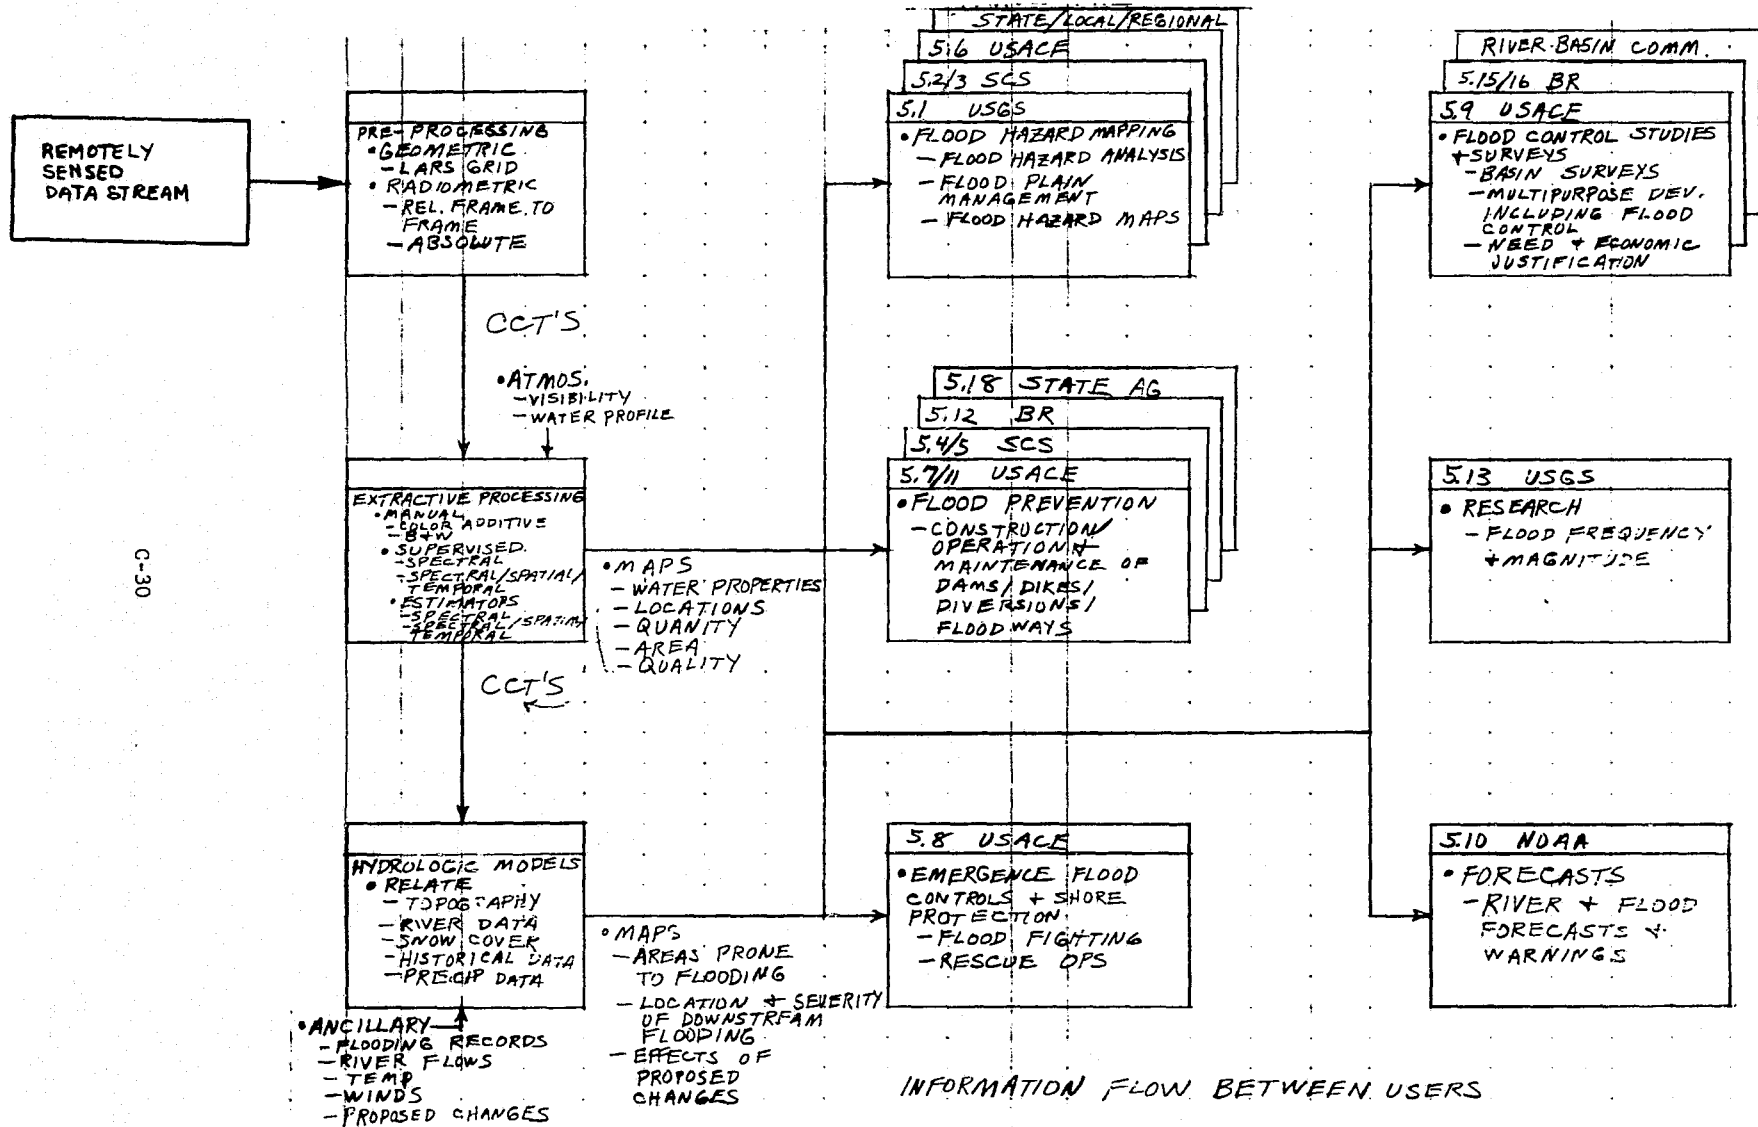 REMOTELY
SENSED
DATA STREAM
PRE-PROCESSING
• GEOMETRIC
- LARS GRID
• RADIOMETRIC
- REL. FRAME TO
FRAME
- ABSOLUTE
CCT'S
• ATMOS.
- VISIBILITY
- WATER PROFILE
EXTRACTIVE PROCESSING
• MANUAL
- COLOR ADDITIVE
- B+W
• SUPERVISED
- SPECTRAL
- SPECTRAL/SPATIAL/
TEMPORAL
• ESTIMATORS
- SPECTRAL
- SPECTRAL/SPATIAL/
TEMPORAL
• MAPS
- WATER PROPERTIES
- LOCATIONS
- QUANITY
- AREA
- QUALITY
CCT'S
HYDROLOGIC MODELS
• RELATE
- TOPOGRAPHY
- RIVER DATA
- SNOW COVER
- HISTORICAL DATA
- PRECIP DATA
• ANCILLARY
- FLOODING RECORDS
- RIVER FLOWS
- TEMP
- WINDS
- PROPOSED CHANGES
• MAPS
- AREAS PRONE
TO FLOODING
- LOCATION + SEVERITY
OF DOWNSTREAM
FLOODING
- EFFECTS OF
PROPOSED
CHANGES
STATE/LOCAL/REGIONAL
5.6 USACE
5.2/3 SCS
5.1 USGS
• FLOOD HAZARD MAPPING
- FLOOD HAZARD ANALYSIS
- FLOOD PLAIN
MANAGEMENT
- FLOOD HAZARD MAPS
5.18 STATE AG
5.12 BR
5.4/5 SCS
5.7/11 USACE
• FLOOD PREVENTION
- CONSTRUCTION/
OPERATION +
MAINTENANCE OF
DAMS/DIKES/
DIVERSIONS/
FLOODWAYS
5.8 USACE
• EMERGENCE FLOOD
CONTROLS + SHORE
PROTECTION
- FLOOD FIGHTING
- RESCUE OPS
RIVER BASIN COMM.
5.15/16 BR
5.9 USACE
• FLOOD CONTROL STUDIES
+ SURVEYS
- BASIN SURVEYS
- MULTIPURPOSE DEV.
INCLUDING FLOOD
CONTROL
- NEED + ECONOMIC
JUSTIFICATION
5.13 USGS
• RESEARCH
- FLOOD FREQUENCY
+ MAGNITUDE
5.10 NOAA
• FORECASTS
- RIVER + FLOOD
FORECASTS +
WARNINGS
INFORMATION FLOW BETWEEN USERS
C-30